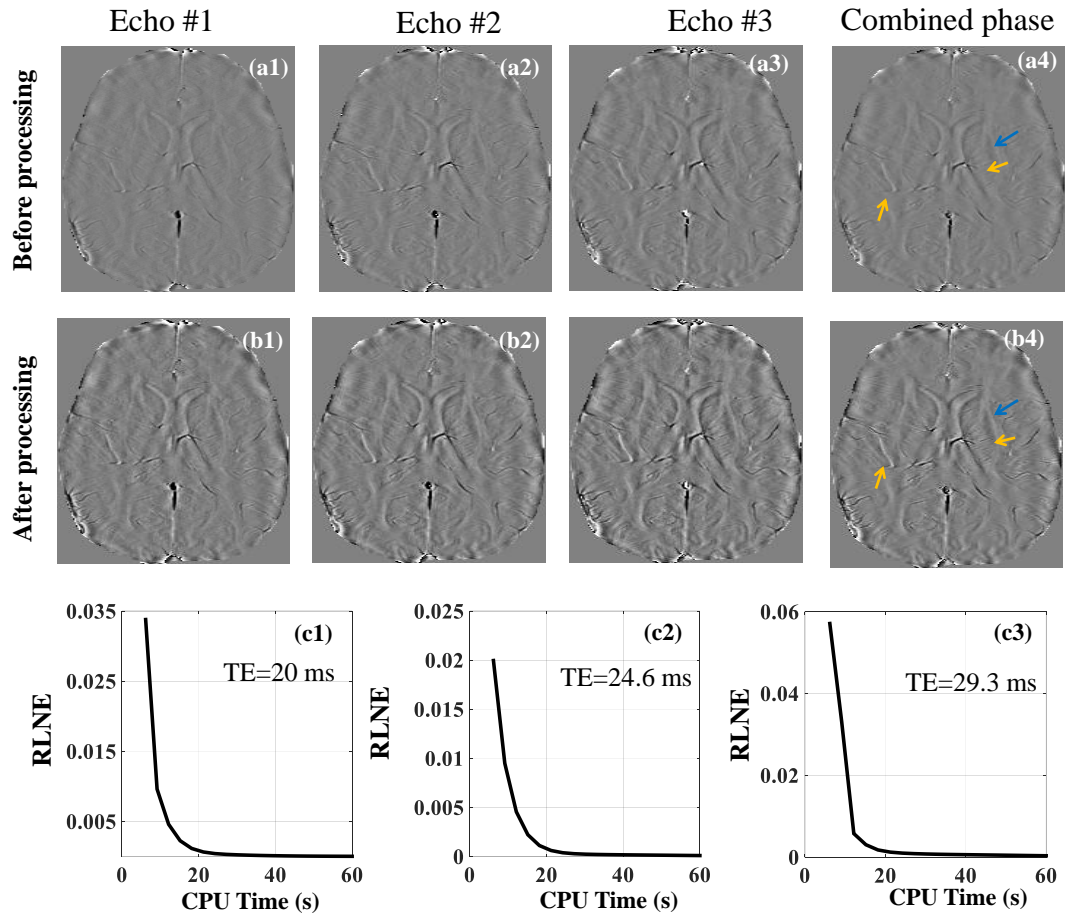 Echo #1
Echo #2
Echo #3
Combined phase
Before processing
(a1)
(a2)
(a3)
(a4)
After processing
(b1)
(b2)
(b3)
(b4)
0.035
0.025
0.015
0.005
RLNE
(c1)
TE=20 ms
0
20
40
60
CPU Time (s)
0.025
0.02
0.015
0.01
0.005
0
RLNE
(c2)
TE=24.6 ms
0
20
40
60
CPU Time (s)
0.06
0.04
0.02
0
RLNE
(c3)
TE=29.3 ms
0
20
40
60
CPU Time (s)